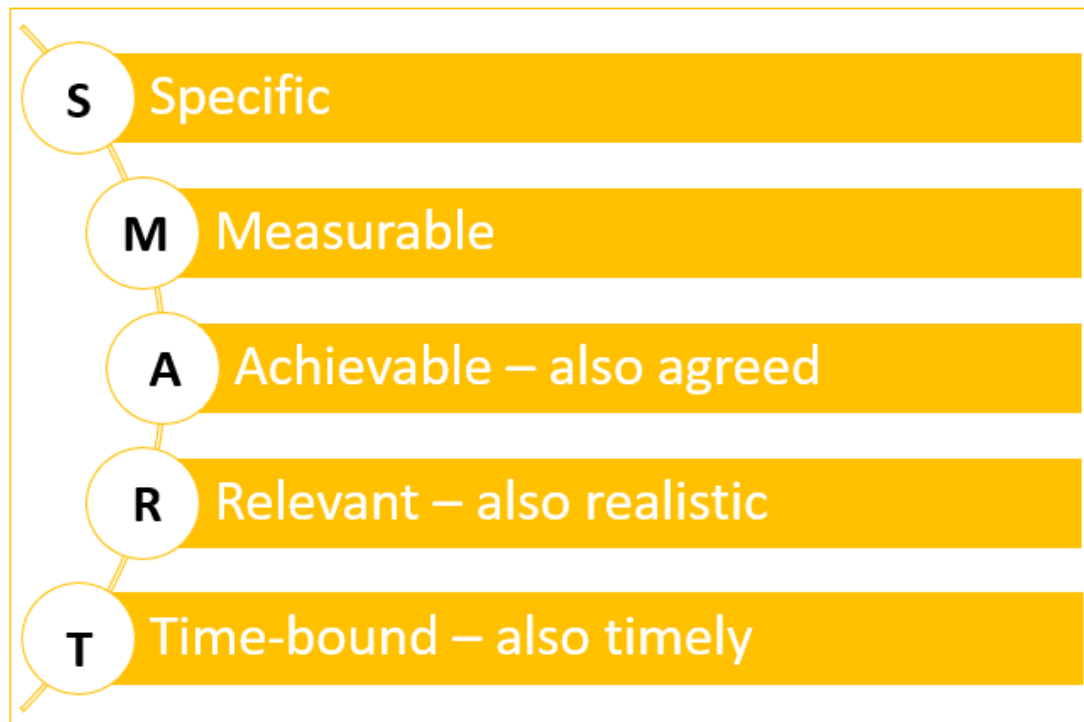 S Specific
M Measurable
A Achievable – also agreed
R Relevant – also realistic
T Time-bound – also timely